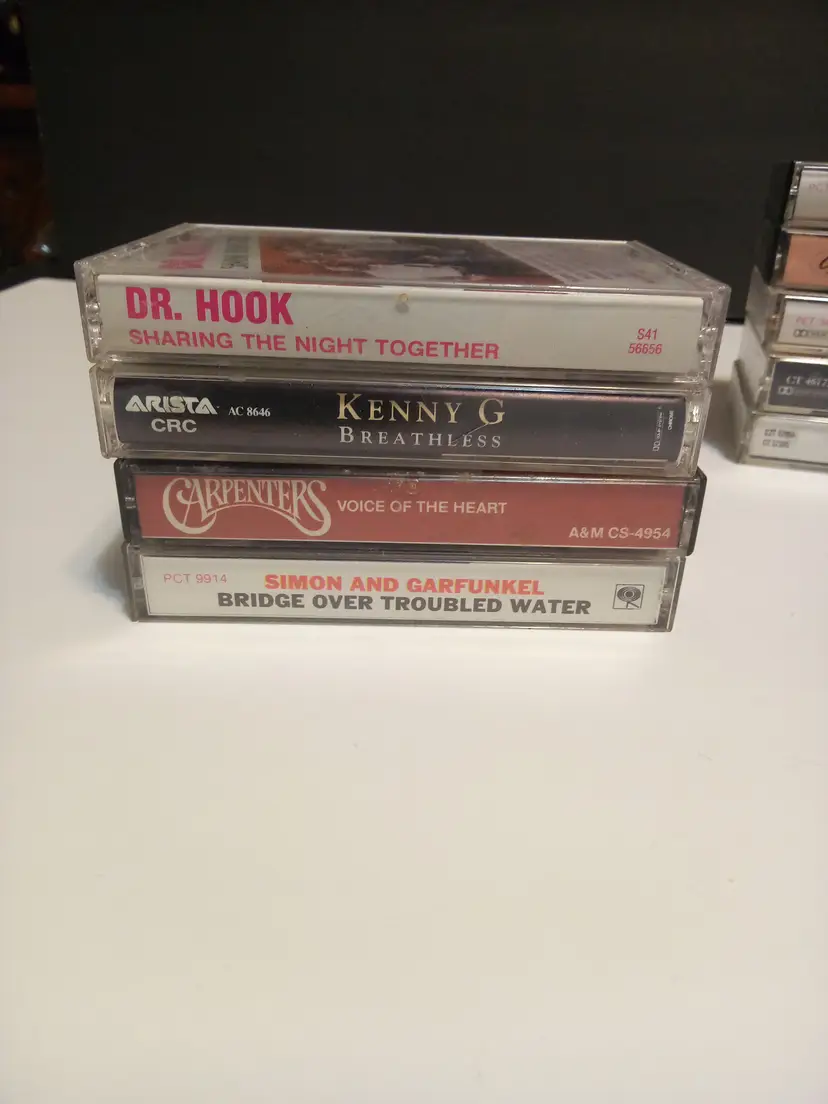 DR. HOOK
SHARING THE NIGHT TOGETHER
S41
56656
ARISTA
CRC
AC 8646
KENNY G
BREATHLESS
CARPENTERS
VOICE OF THE HEART
A&M CS-4954
PCT 9914
SIMON AND GARFUNKEL
BRIDGE OVER TROUBLED WATER